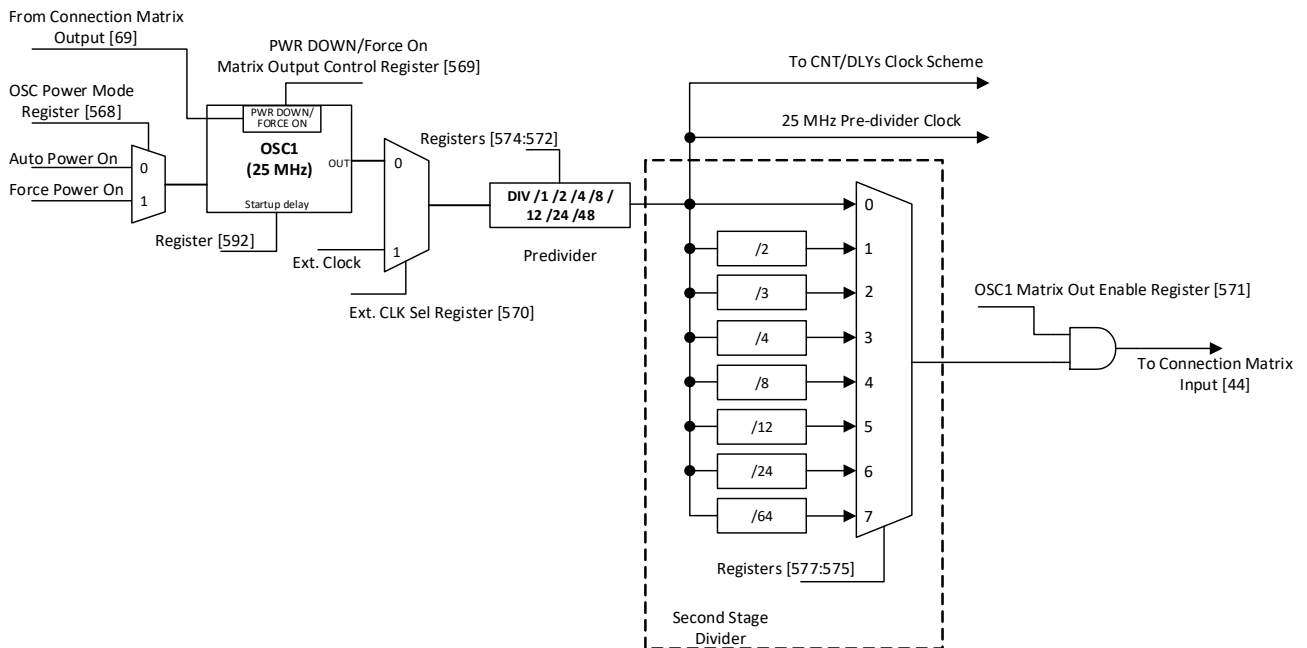 From Connection Matrix
Output [69]
PWR DOWN/Force On
Matrix Output Control Register [569]
OSC Power Mode
Register [568]
PWR DOWN/
FORCE ON
OSC1
(25 MHz)
OUT
Startup delay
Auto Power On
0
Force Power On
1
Register [592]
0
1
Ext. Clock
Ext. CLK Sel Register [570]
Registers [574:572]
DIV /1 /2 /4 /8 /
12 /24 /48
Predivider
To CNT/DLYs Clock Scheme
25 MHz Pre-divider Clock
0
/2
1
/3
2
/4
3
/8
4
/12
5
/24
6
/64
7
Registers [577:575]
Second Stage
Divider
OSC1 Matrix Out Enable Register [571]
To Connection Matrix
Input [44]